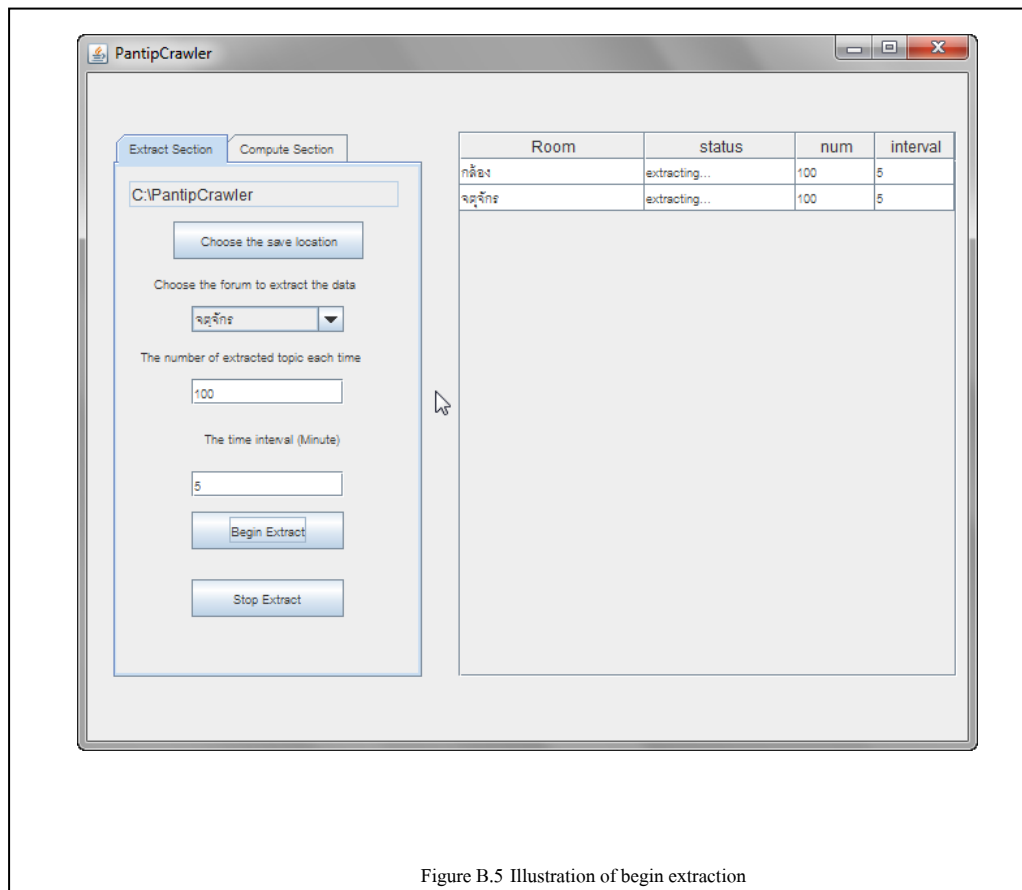 PantipCrawler
Extract Section
Compute Section
C:\PantipCrawler
Choose the save location
Choose the forum to extract the data
จตุจักร
The number of extracted topic each time
100
The time interval (Minute)
5
Begin Extract
Stop Extract
Room status num interval
กล้อง extracting... 100 5
จตุจักร extracting... 100 5
Figure B.5 Illustration of begin extraction